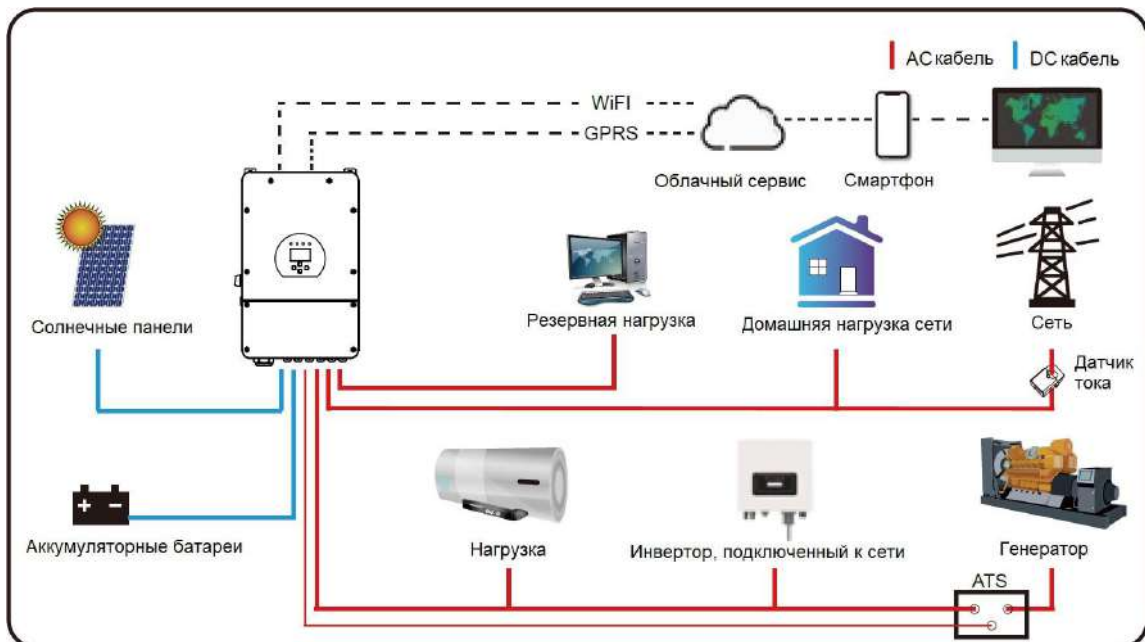 AC кабель DC кабель
WiFI
GPRS
Облачный сервис
Смартфон
Солнечные панели
Резервная нагрузка
Домашняя нагрузка сети
Сеть
Датчик
тока
+ -
Аккумуляторные батареи
Нагрузка
Инвертор, подключенный к сети
Генератор
ATS